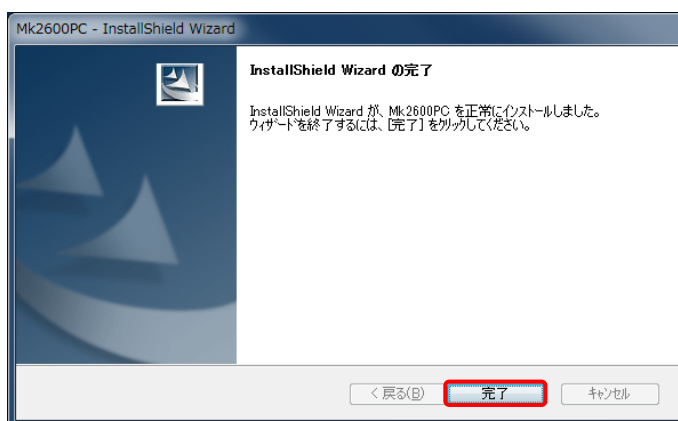 Mk2600PC - InstallShield Wizard
InstallShield Wizard の完了
InstallShield Wizard が、Mk2600PC を正常にインストールしました。
ウィザードを終了するには、[完了] をクリックしてください。
< 戻る(B)
完了
キャンセル